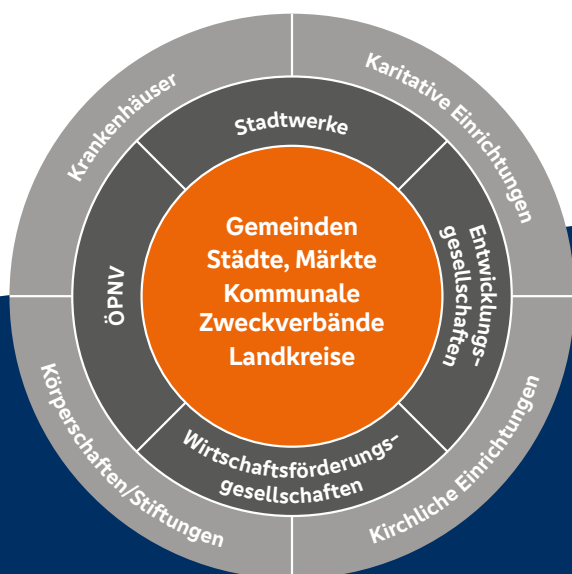 Krankenhäuser
Karitative Einrichtungen
Stadtwerke
Entwicklungs-
gesellschaften
ÖPNV
Gemeinden
Städte, Märkte
Kommunale
Zweckverbände
Landkreise
Wirtschaftsförderungs-
gesellschaften
Körperschaften/Stiftungen
Kirchliche Einrichtungen